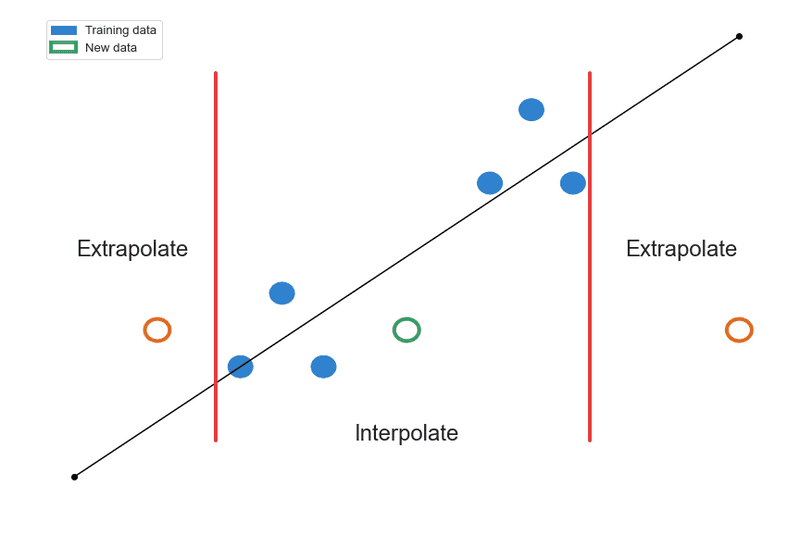 Training data
New data
Extrapolate
Extrapolate
Interpolate